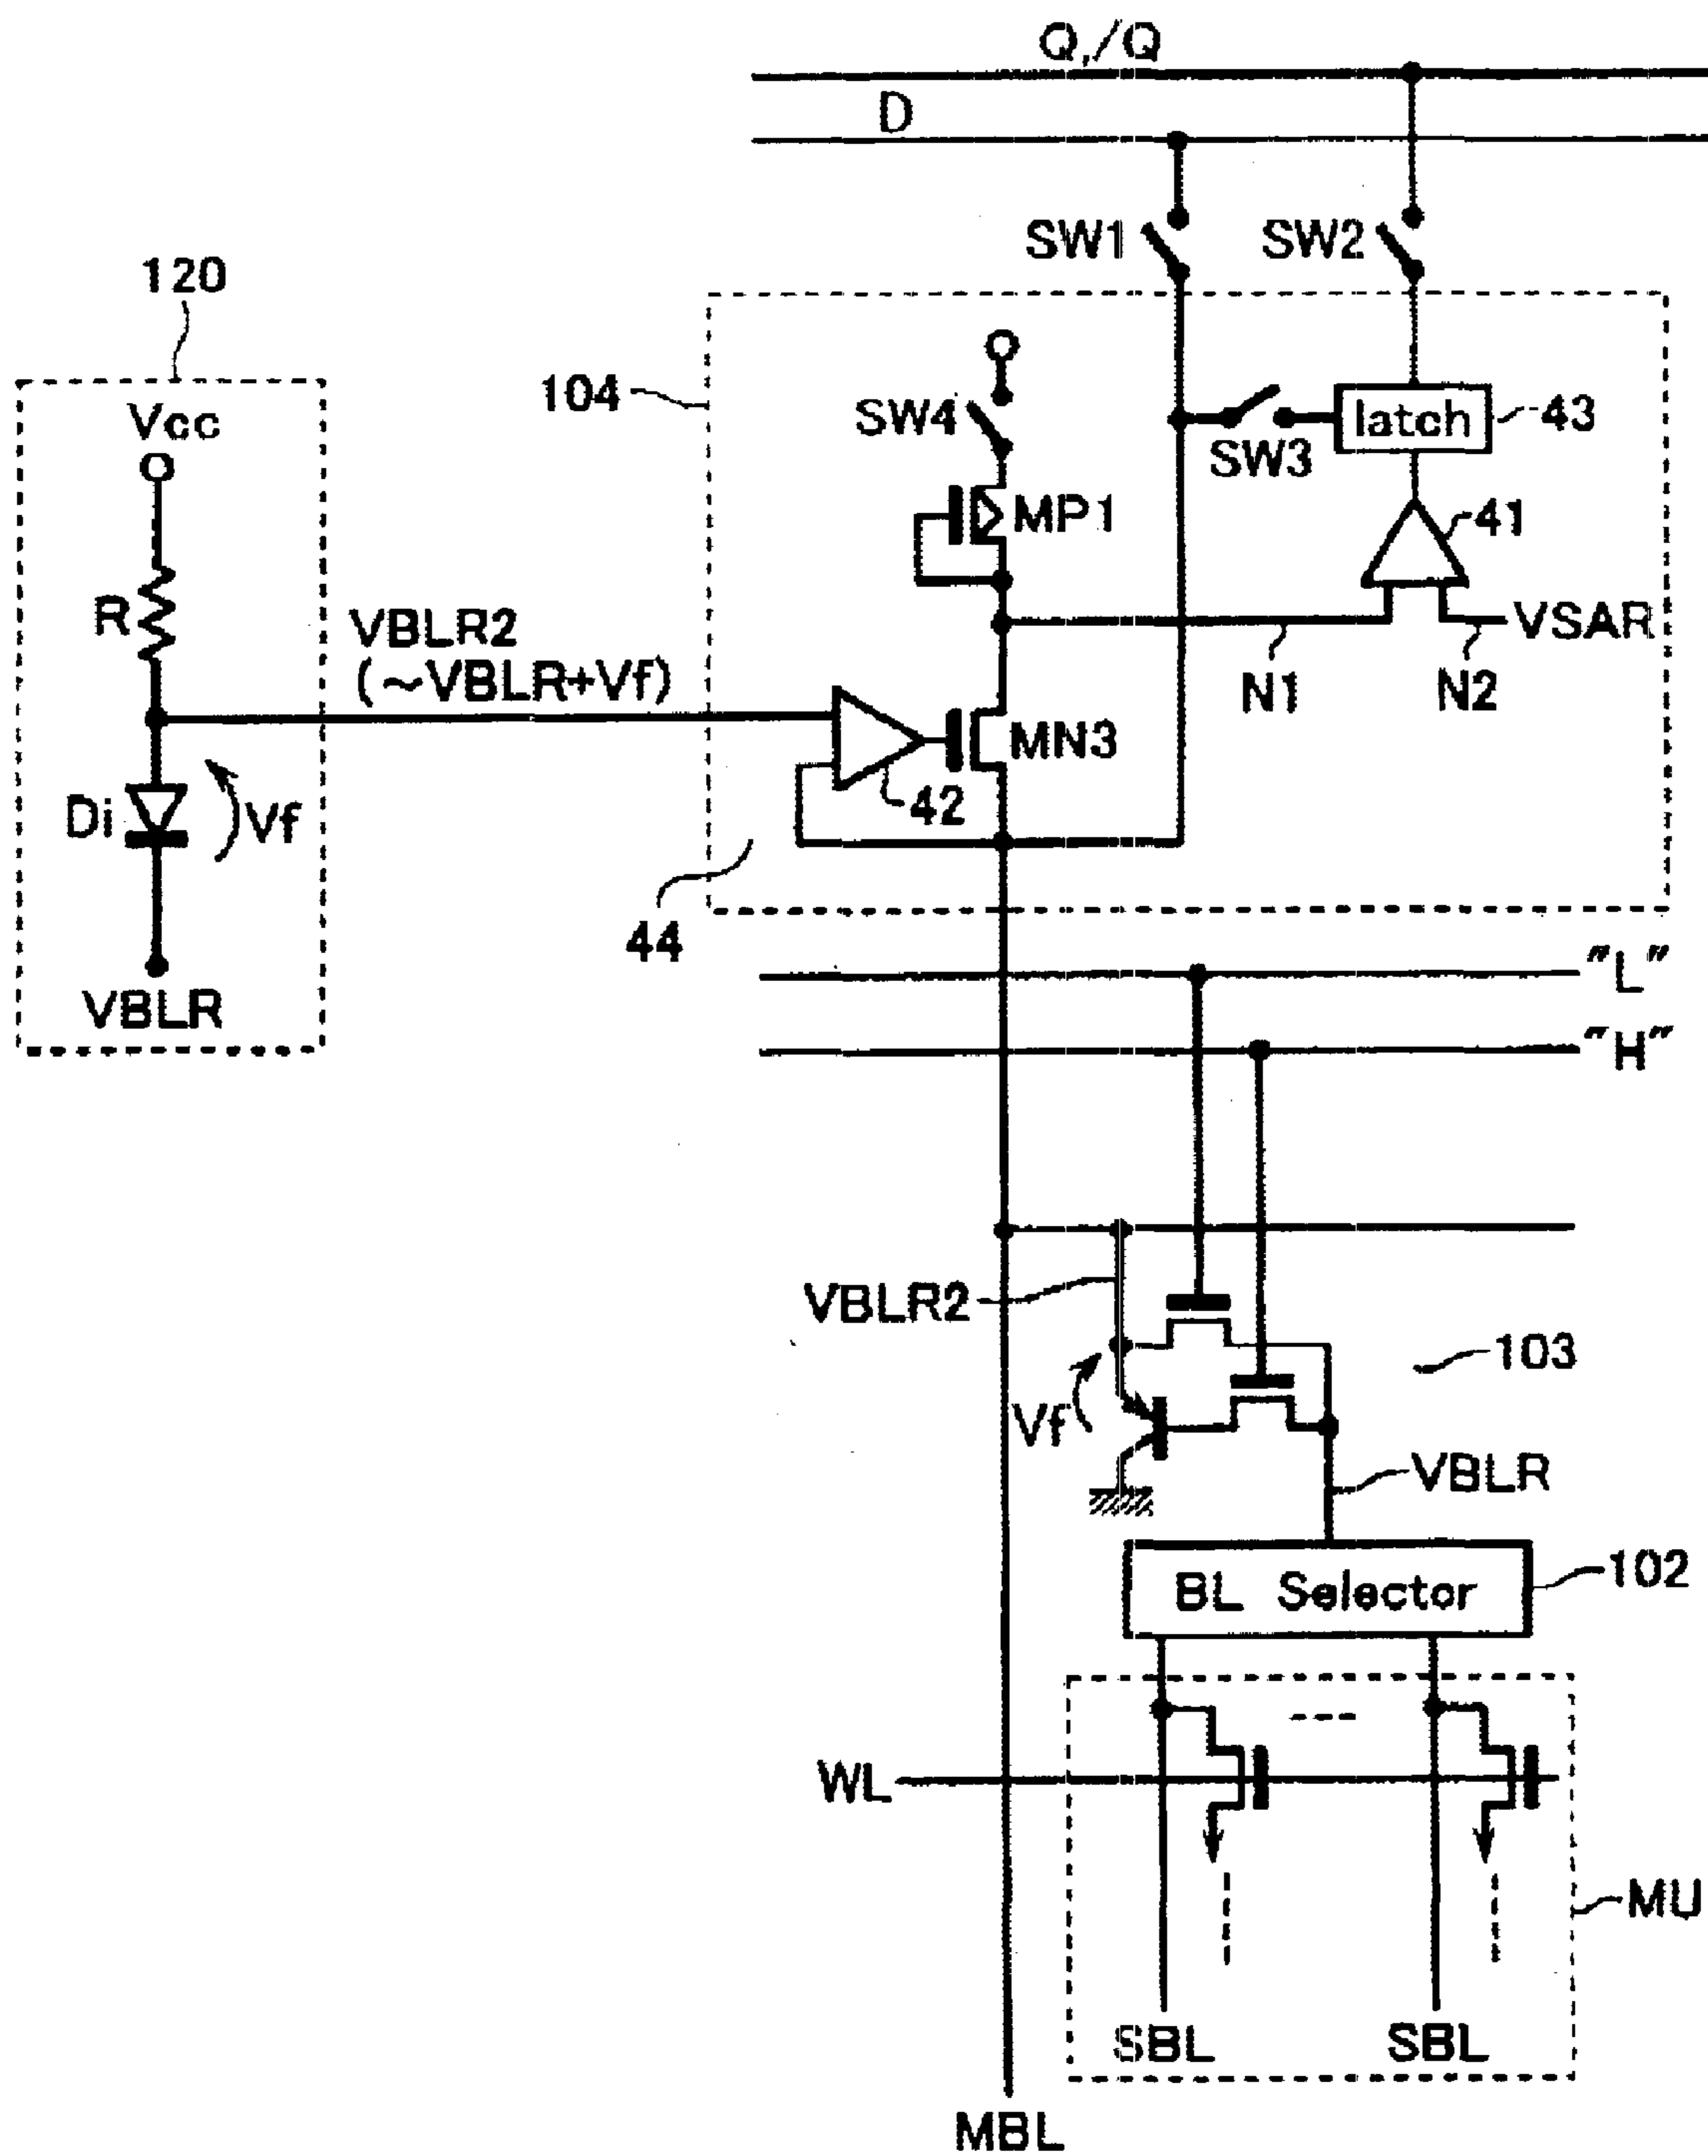 Q,/Q
D
SW1
SW2
120
104
Vcc
SW4
latch
43
SW3
MP1
41
R
VBLR2
(~VBLR+Vf)
VSAR
N1
N2
MN3
Di
Vf
42
44
"L"
VBLR
"H"
VBLR2
103
Vf
VBLR
BL Selector
102
WL
MU
SBL
SBL
MBL